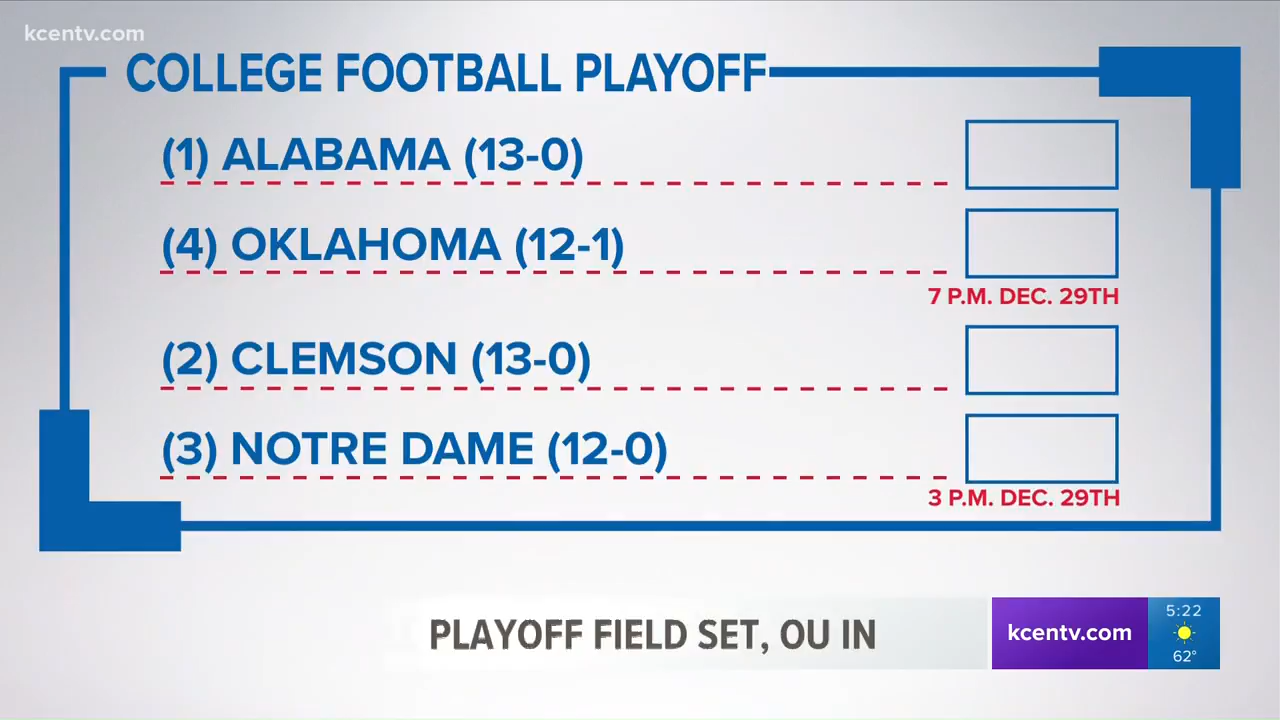 kcentv.com
COLLEGE FOOTBALL PLAYOFF
(1) ALABAMA (13-0)
(4) OKLAHOMA (12-1)
7 P.M. DEC. 29TH
(2) CLEMSON (13-0)
(3) NOTRE DAME (12-0)
3 P.M. DEC. 29TH
PLAYOFF FIELD SET, OU IN
kcentv.com
5:22
62°